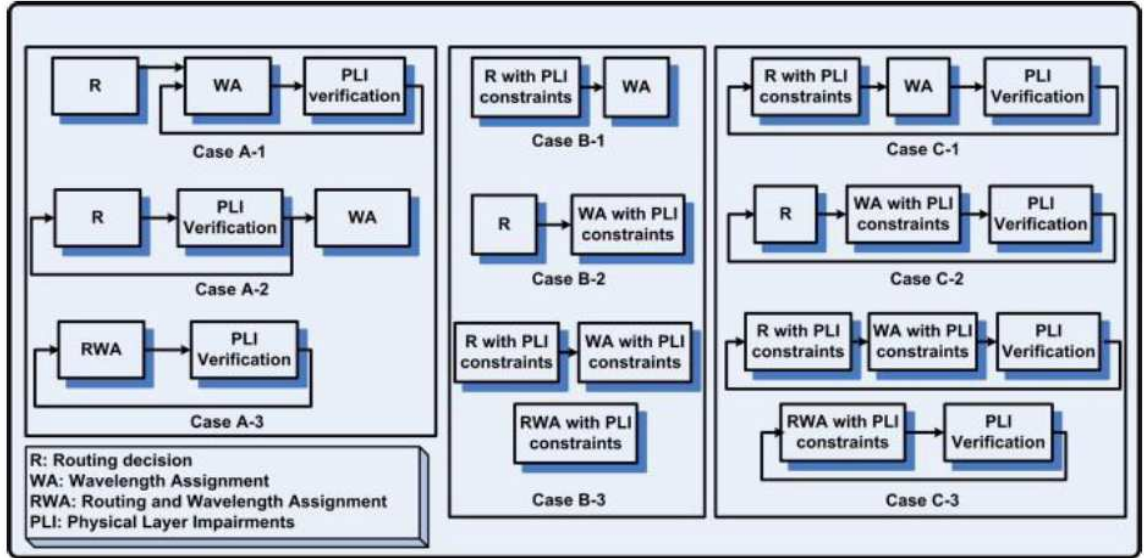 R
WA
PLI
verification
Case A-1
R
PLI
Verification
WA
Case A-2
RWA
PLI
Verification
Case A-3
R with PLI
constraints
WA
Case B-1
R
WA with PLI
constraints
Case B-2
R with PLI
constraints
WA with PLI
constraints
RWA with PLI
constraints
Case B-3
R with PLI
constraints
WA
PLI
Verification
Case C-1
R
WA with PLI
constraints
PLI
Verification
Case C-2
R with PLI
constraints
WA with PLI
constraints
PLI
Verification
RWA with PLI
constraints
PLI
Verification
Case C-3
R: Routing decision
WA: Wavelength Assignment
RWA: Routing and Wavelength Assignment
PLI: Physical Layer Impairments